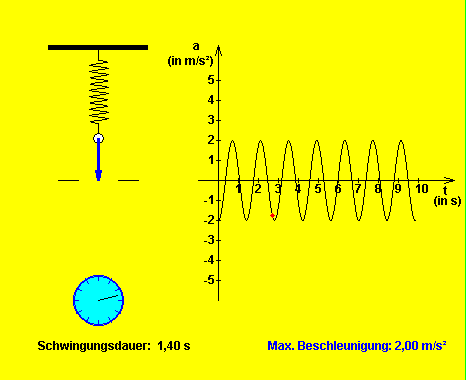 a
(in m/s²)
5
4
3
2
1
1 2 3 4 5 6 7 8 9 10
t
(in s)
-1
-2
-3
-4
-5
Schwingungsdauer: 1,40 s
Max. Beschleunigung: 2,00 m/s²